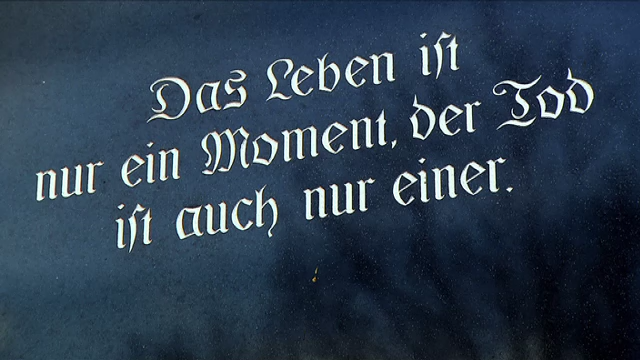 Das Leben iſt
nur ein Moment, der Tod
iſt auch nur einer.